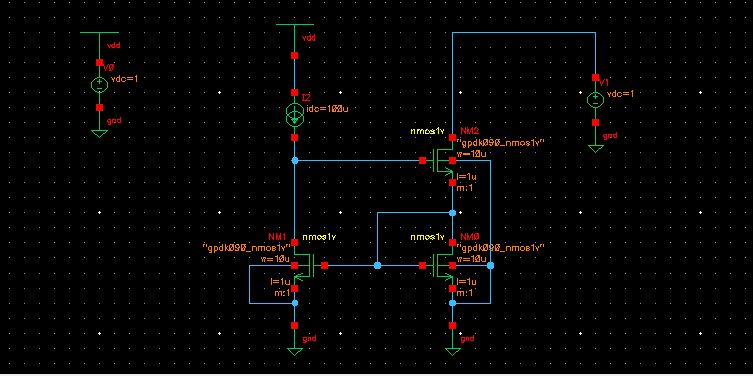 vdd
V0
vdc=1
gnd
vdd
I2
idc=100u
nmos1v
NM2
"gpdk090_nmos1v"
w=10u
l=1u
m:1
V1
vdc=1
gnd
NM1
nmos1v
"gpdk090_nmos1v"
w=10u
l=1u
m:1
gnd
nmos1v
NM0
"gpdk090_nmos1v"
w=10u
l=1u
m:1
gnd